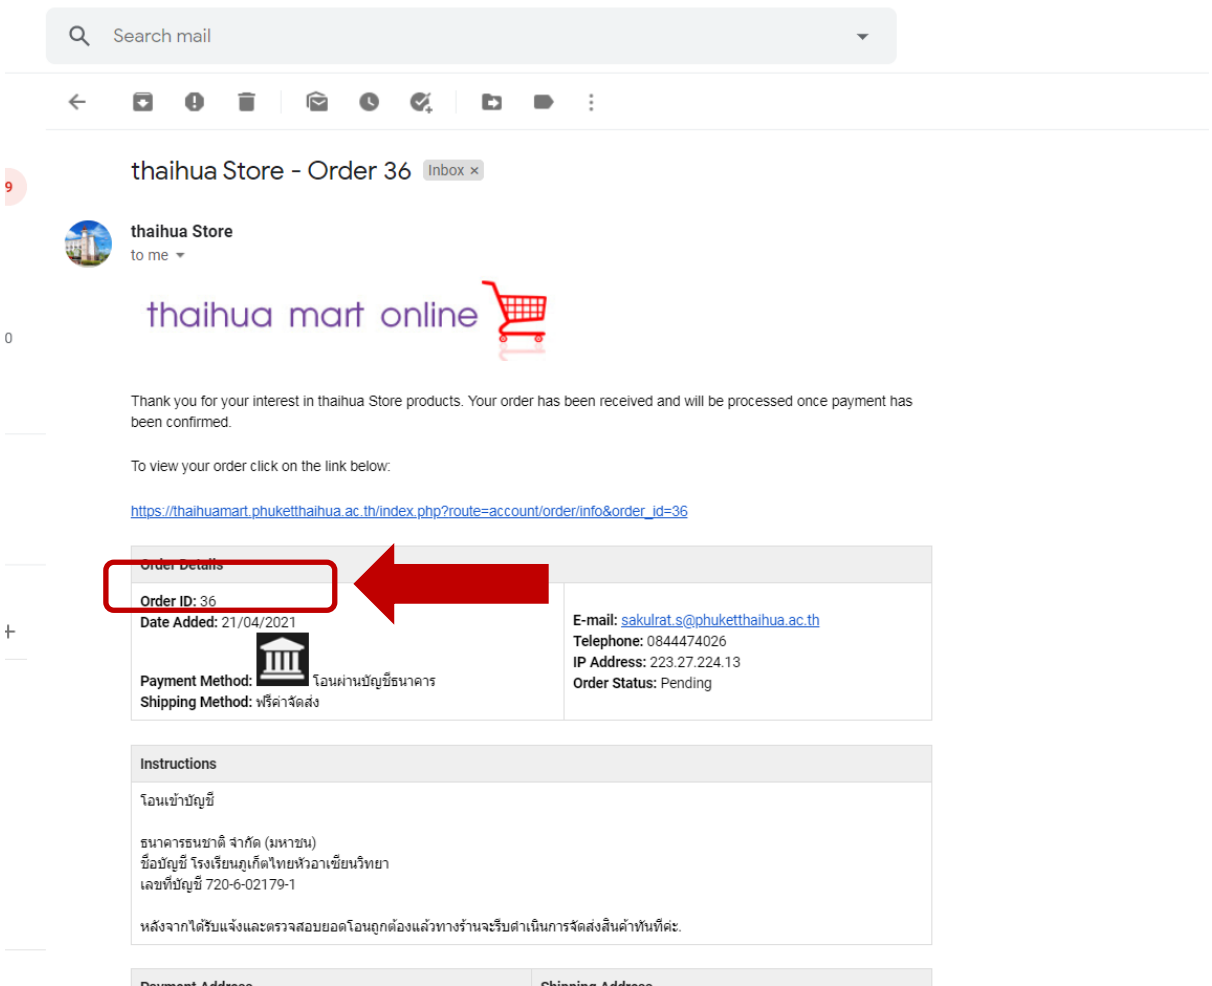 Search mail
thaihua Store - Order 36 Inbox ×
9
thaihua Store
to me
thaihua mart online
0
Thank you for your interest in thaihua Store products. Your order has been received and will be processed once payment has
been confirmed.
To view your order click on the link below:
https://thaihuamart.phuketthaihua.ac.th/index.php?route=account/order/info&order_id=36
Order Details
Order ID: 36
Date Added: 21/04/2021
Payment Method: โอนผ่านบัญชีธนาคาร
Shipping Method: ฟรีค่าจัดส่ง
E-mail: sakulrat.s@phuketthaihua.ac.th
Telephone: 0844474026
IP Address: 223.27.224.13
Order Status: Pending
Instructions
โอนเข้าบัญชี
ธนาคารธนชาติ จำกัด (มหาชน)
ชื่อบัญชี โรงเรียนภูเก็ตไทยหัวอาเซียนวิทยา
เลขที่บัญชี 720-6-02179-1
หลังจากได้รับแจ้งและตรวจสอบยอดโอนถูกต้องแล้วทางร้านจะรีบดำเนินการจัดส่งสินค้าทันทีค่ะ.
Payment Address
Shipping Address